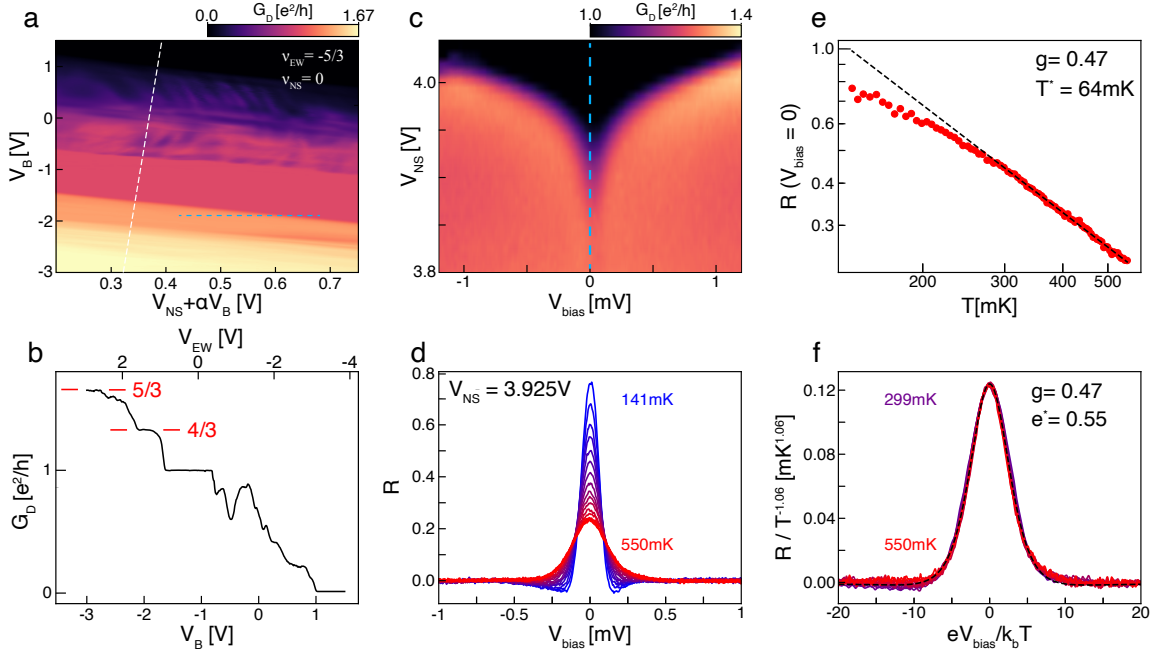 a
G_D [e²/h]
0.0
1.67
ν_EW = -5/3
ν_NS = 0
V_B [V]
1
0
-1
-2
-3
0.3
0.4
0.5
0.6
0.7
V_NS+αV_B [V]
c
G_D [e²/h]
1.0
1.4
V_NS [V]
4.0
3.8
-1
0
1
V_bias [mV]
e
R (V_bias = 0)
1.0
0.6
0.4
0.3
g= 0.47
T* = 64mK
200
300
400
500
T[mK]
b
V_EW [V]
2
0
-2
-4
5/3
4/3
G_D [e²/h]
1
0
-3
-2
-1
0
1
V_B [V]
d
V_NS = 3.925V
141mK
550mK
R
0.8
0.6
0.4
0.2
0.0
-1
-0.5
0
0.5
1
V_bias [mV]
f
299mK
550mK
g= 0.47
e* = 0.55
R / T^-1.06 [mK^1.06]
0.12
0.08
0.04
0.00
-20
-10
0
10
20
eV_bias/k_bT